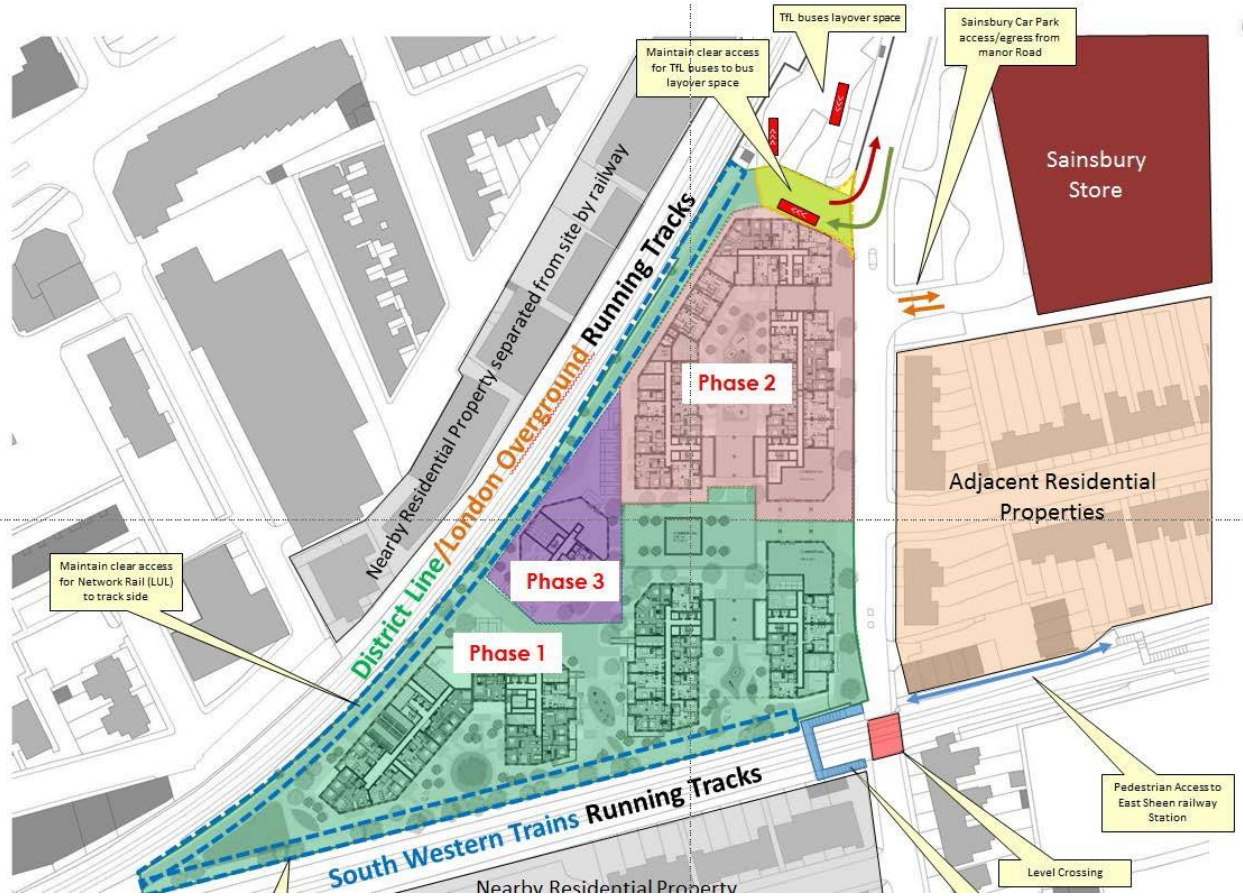 TfL buses layover space
Sainsbury Car Park
access/egress from
manor Road
Maintain clear access
for TfL buses to bus
layover space
<<<
>>>
<<<
Sainsbury
Store
Nearby Residential Property separated from site by railway
District Line/London Overground Running Tracks
Phase 2
Adjacent Residential
Properties
Maintain clear access
for Network Rail (LUL)
to track side
Phase 3
Phase 1
South Western Trains Running Tracks
Pedestrian Access to
East Sheen railway
Station
Level Crossing
Nearby Residential Property